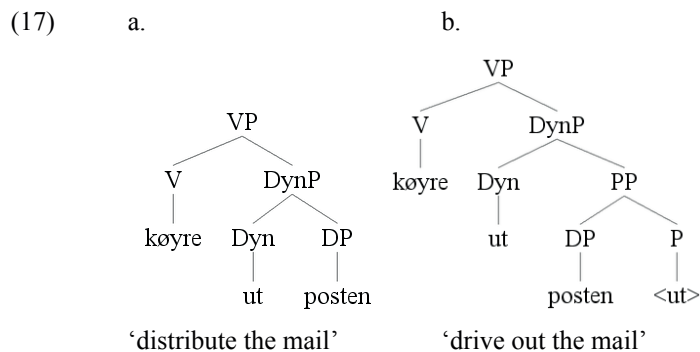 (17) a. b.
VP
VP
V DynP
V DynP
køyre Dyn PP
køyre Dyn DP
ut DP P
ut posten
posten <ut>
‘distribute the mail’ ‘drive out the mail’